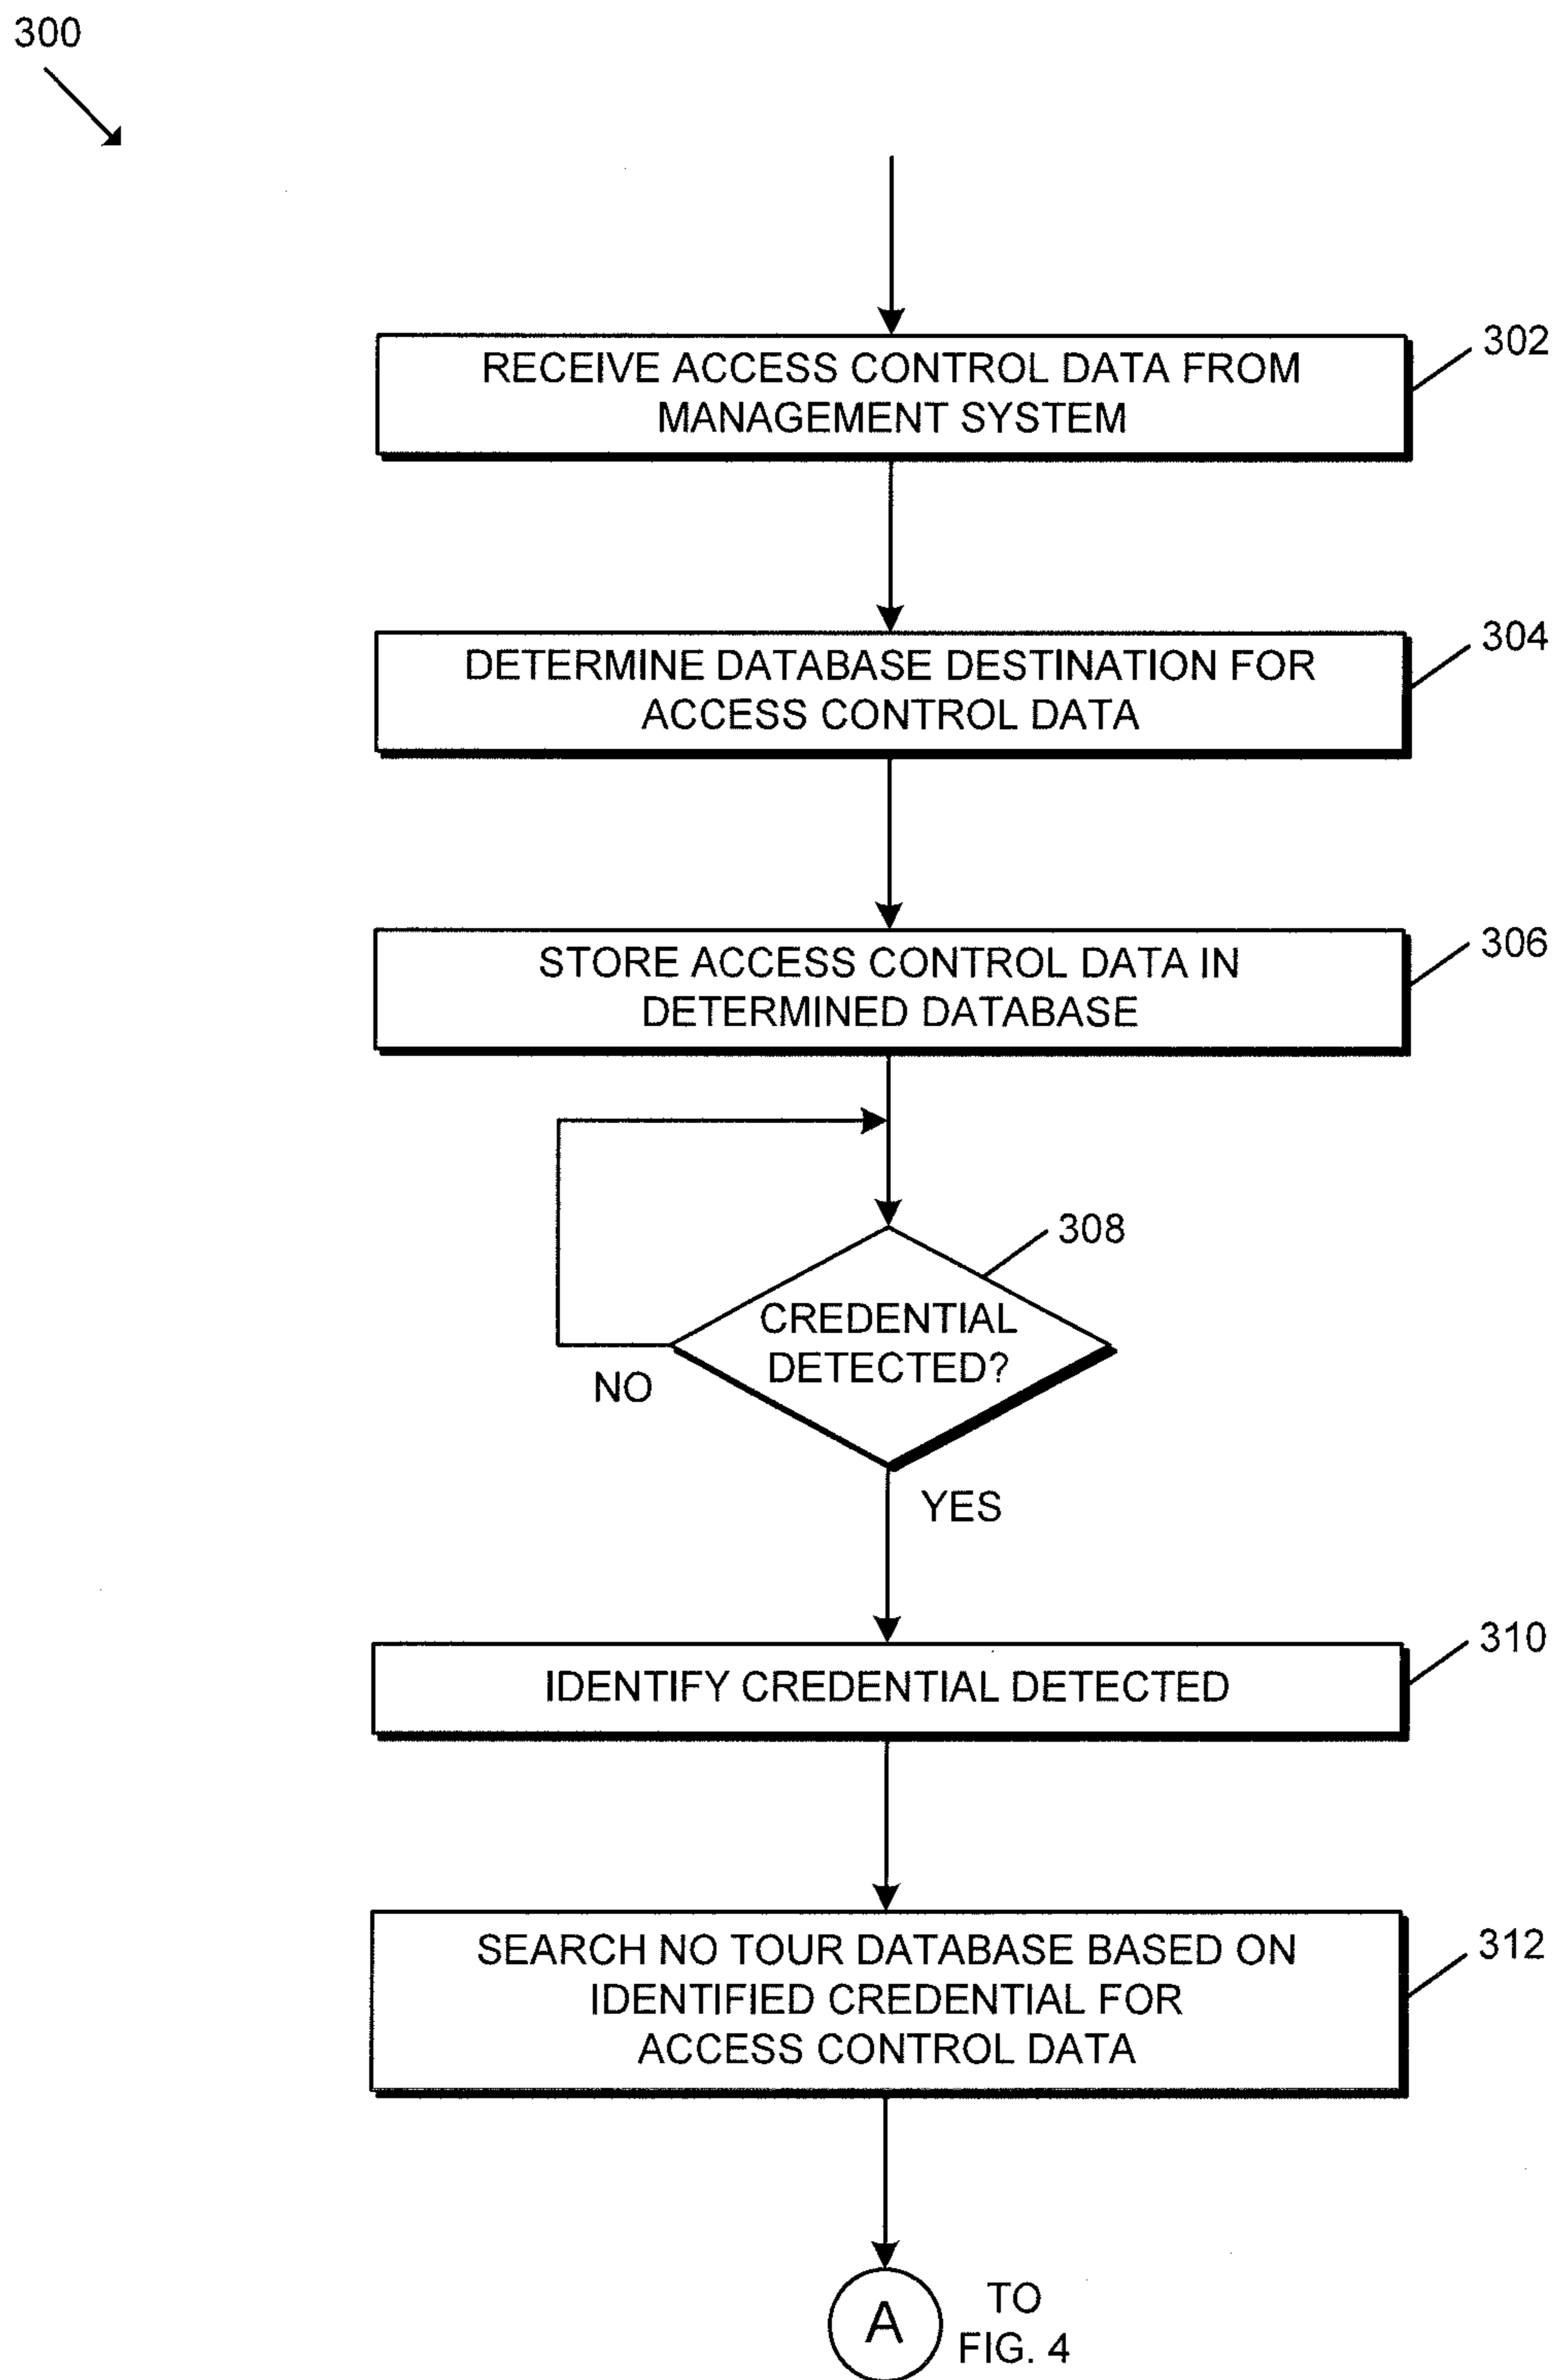 300
RECEIVE ACCESS CONTROL DATA FROM
MANAGEMENT SYSTEM
302
DETERMINE DATABASE DESTINATION FOR
ACCESS CONTROL DATA
304
STORE ACCESS CONTROL DATA IN
DETERMINED DATABASE
306
308
CREDENTIAL
DETECTED?
NO
YES
IDENTIFY CREDENTIAL DETECTED
310
SEARCH NO TOUR DATABASE BASED ON
IDENTIFIED CREDENTIAL FOR
ACCESS CONTROL DATA
312
A
TO
FIG. 4